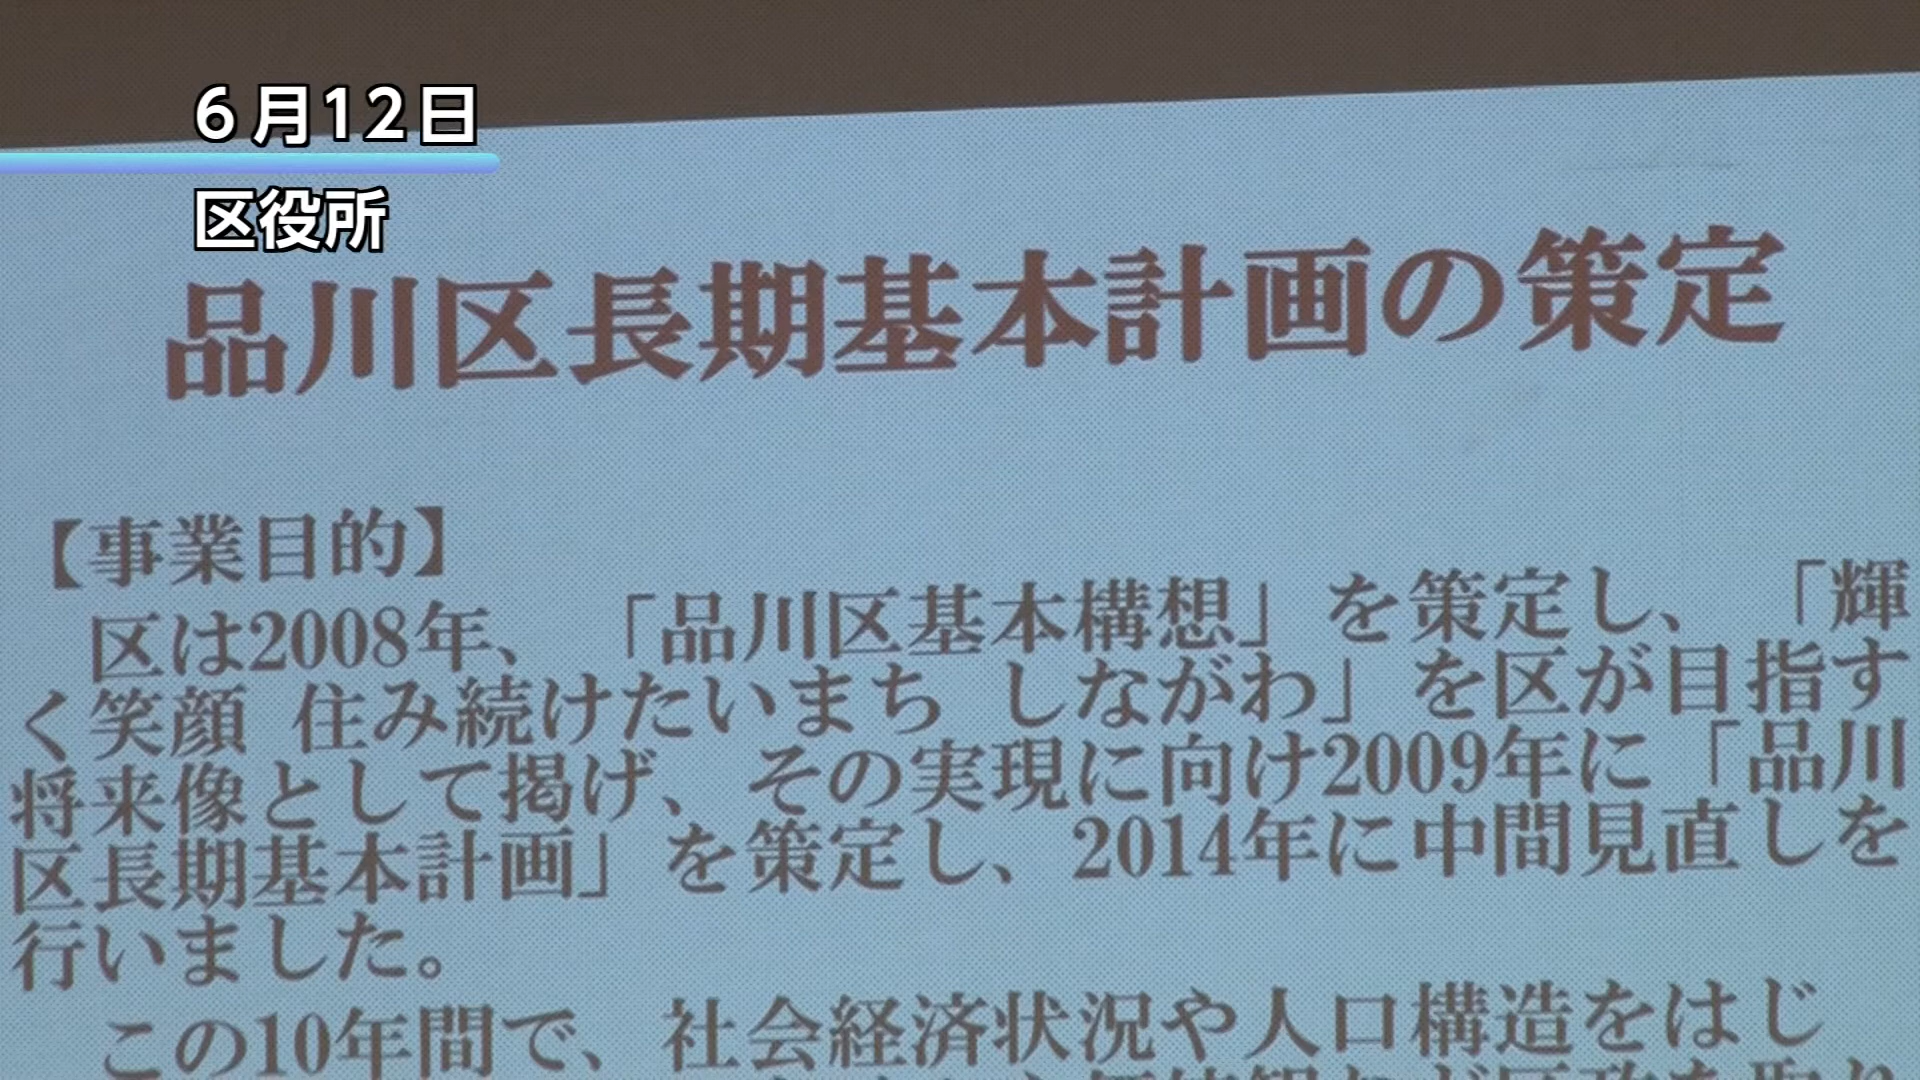 6月12日
区役所
品川区長期基本計画の策定
【事業目的】
区は2008年、「品川区基本構想」を策定し、「輝
く笑顔 住み続けたいまち しながわ」を区が目指す
将来像として掲げ、その実現に向け2009年に「品川
区長期基本計画」を策定し、2014年に中間見直しを
行いました。
この10年間で、社会経済状況や人口構造をはじ